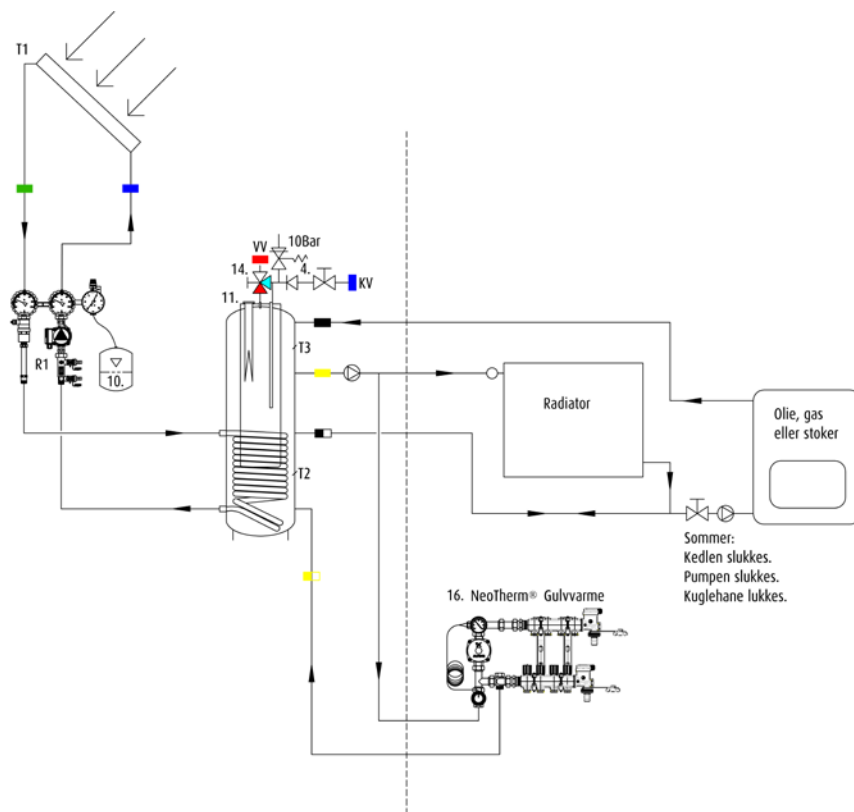 T1
VV
10Bar
14.
4.
KV
11.
R1
10.
T3
T2
Radiator
Olie, gas
eller stoker
Sommer:
Kedlen slukkes.
Pumpen slukkes.
Kuglehane lukkes.
16. NeoTherm® Gulvvarme